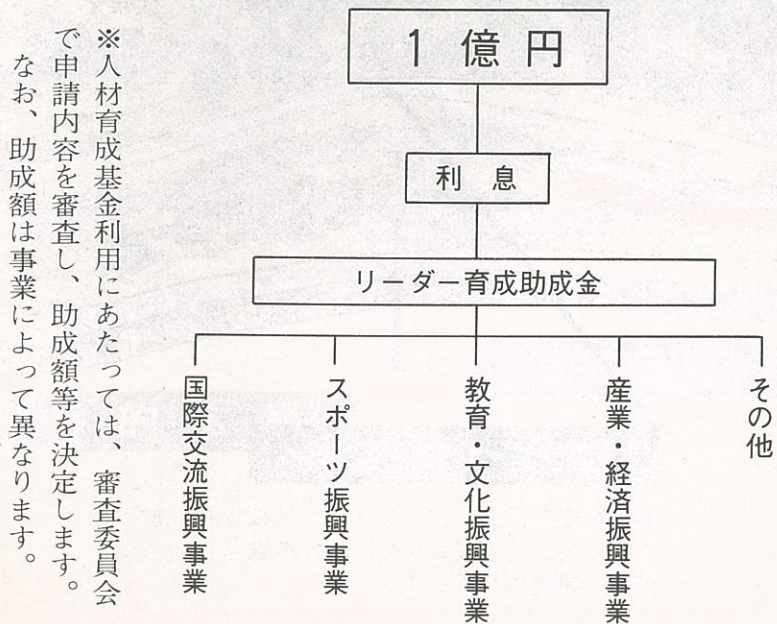 1億円
利息
リーダー育成助成金
その他
産業・経済振興事業
教育・文化振興事業
スポーツ振興事業
国際交流振興事業
※人材育成基金利用にあたっては、審査委員会
で申請内容を審査し、助成額等を決定します。
なお、助成額は事業によって異なります。